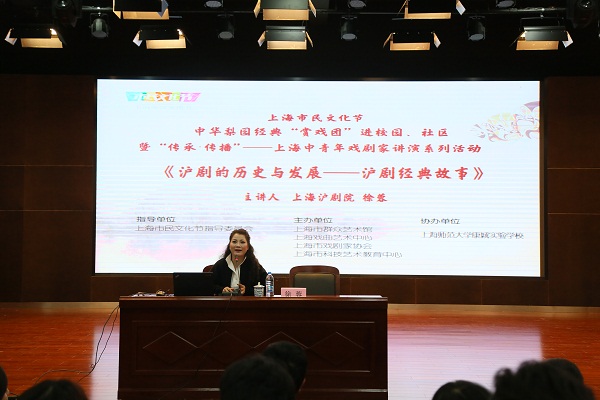 上海市民文化节
中华梨园经典“赏戏团”进校园、社区
暨“传承·传播”——上海中青年戏剧家讲演系列活动
《沪剧的历史与发展——沪剧经典故事》
主讲人 上海沪剧院 徐蓉
指导单位
上海市民文化节指导委
主办单位
上海市群众艺术馆
上海戏曲艺术中心
上海市戏剧家协会
上海市科技艺术教育中心
协办单位
上海师范大学康城实验学校
徐蓉